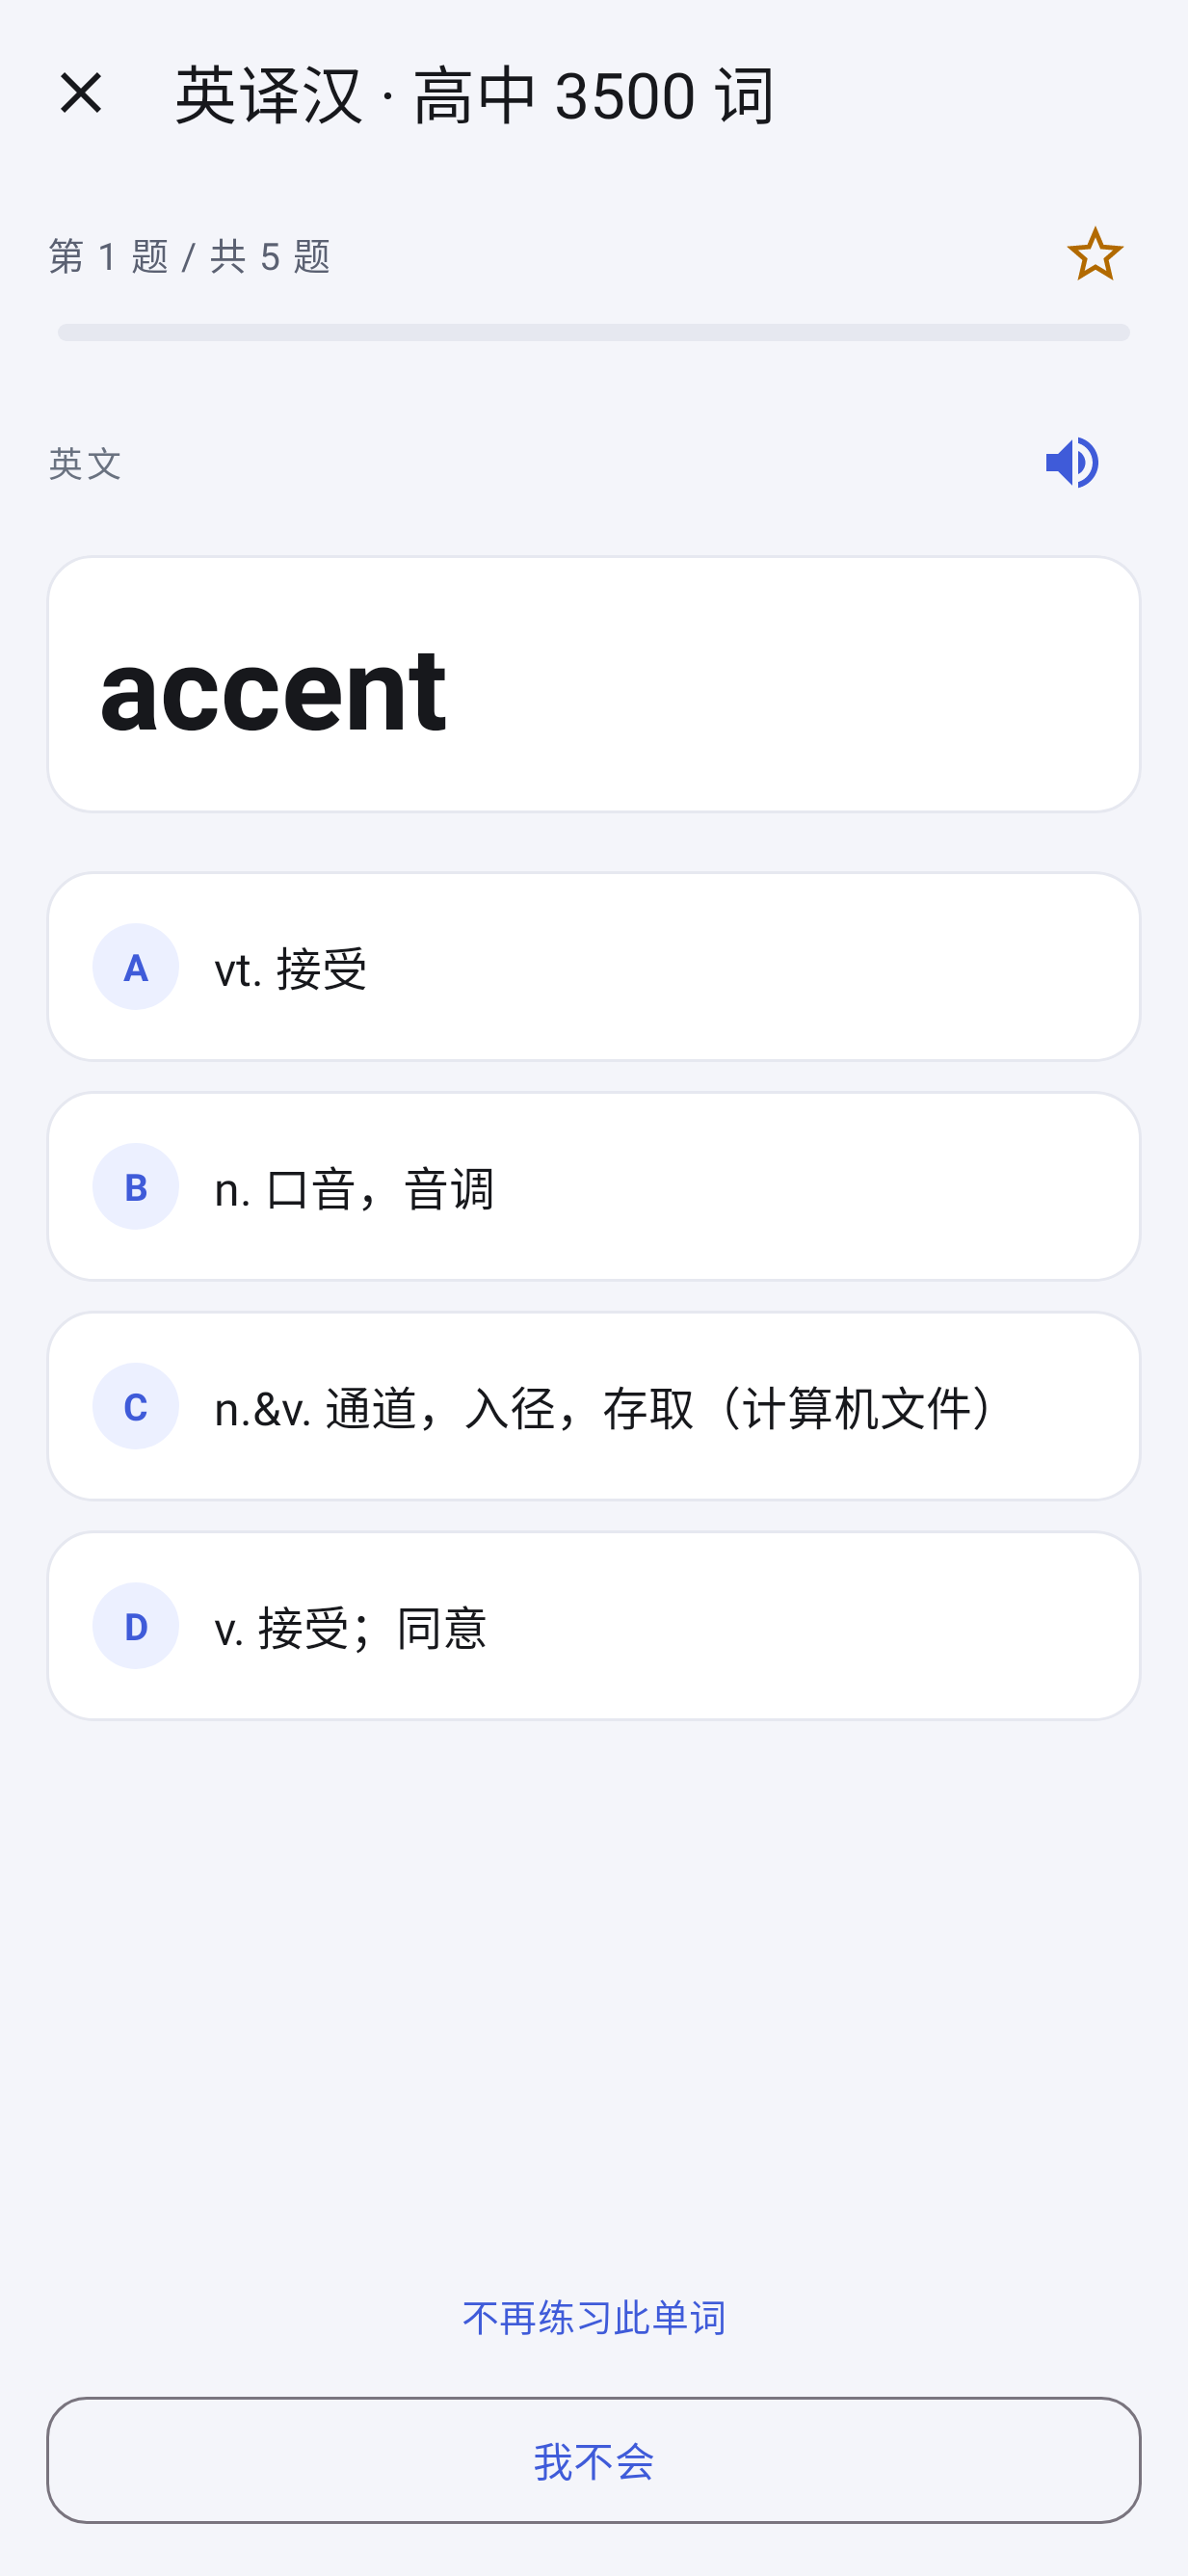 英译汉 · 高中 3500 词
第 1 题 / 共 5 题
英文
accent
A vt. 接受
B n. 口音，音调
C n.&v. 通道，入径，存取（计算机文件）
D v. 接受；同意
不再练习此单词
我不会